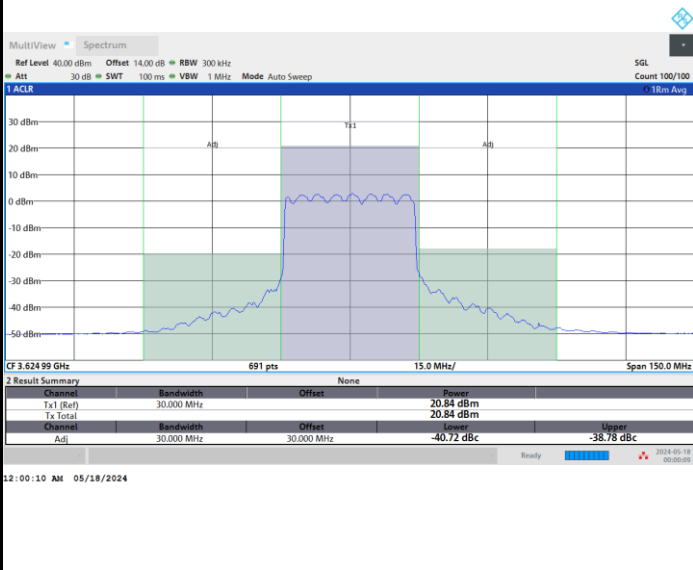 MultiView Spectrum
Ref Level 40.00 dBm Offset 14.00 dB RBW 300 kHz SGL
Att 30 dB SWT 100 ms VBW 1 MHz Mode Auto Sweep Count 100/100
1 ACLR 1Rm Avg
30 dBm
Tx1
20 dBm
Adj Adj
10 dBm
0 dBm
-10 dBm
-20 dBm
-30 dBm
-40 dBm
-50 dBm
CF 3.624 99 GHz 691 pts 15.0 MHz/ Span 150.0 MHz
2 Result Summary None
Channel Bandwidth Offset Power
Tx1 (Ref) 30.000 MHz 20.84 dBm
Tx Total 20.84 dBm
Channel Bandwidth Offset Lower Upper
Adj 30.000 MHz 30.000 MHz -40.72 dBc -38.78 dBc
Ready 2024-05-18
00:00:09
12:00:10 AM 05/18/2024